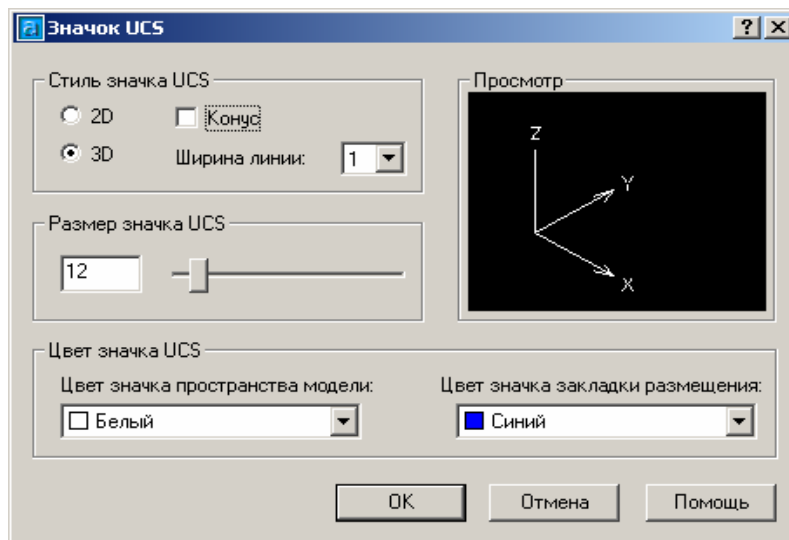 Значок UCS
Стиль значка UCS
2D
Конус
3D
Ширина линии:
1
Просмотр
Z
Y
X
Размер значка UCS
12
Цвет значка UCS
Цвет значка пространства модели:
Белый
Цвет значка закладки размещения:
Синий
OK
Отмена
Помощь